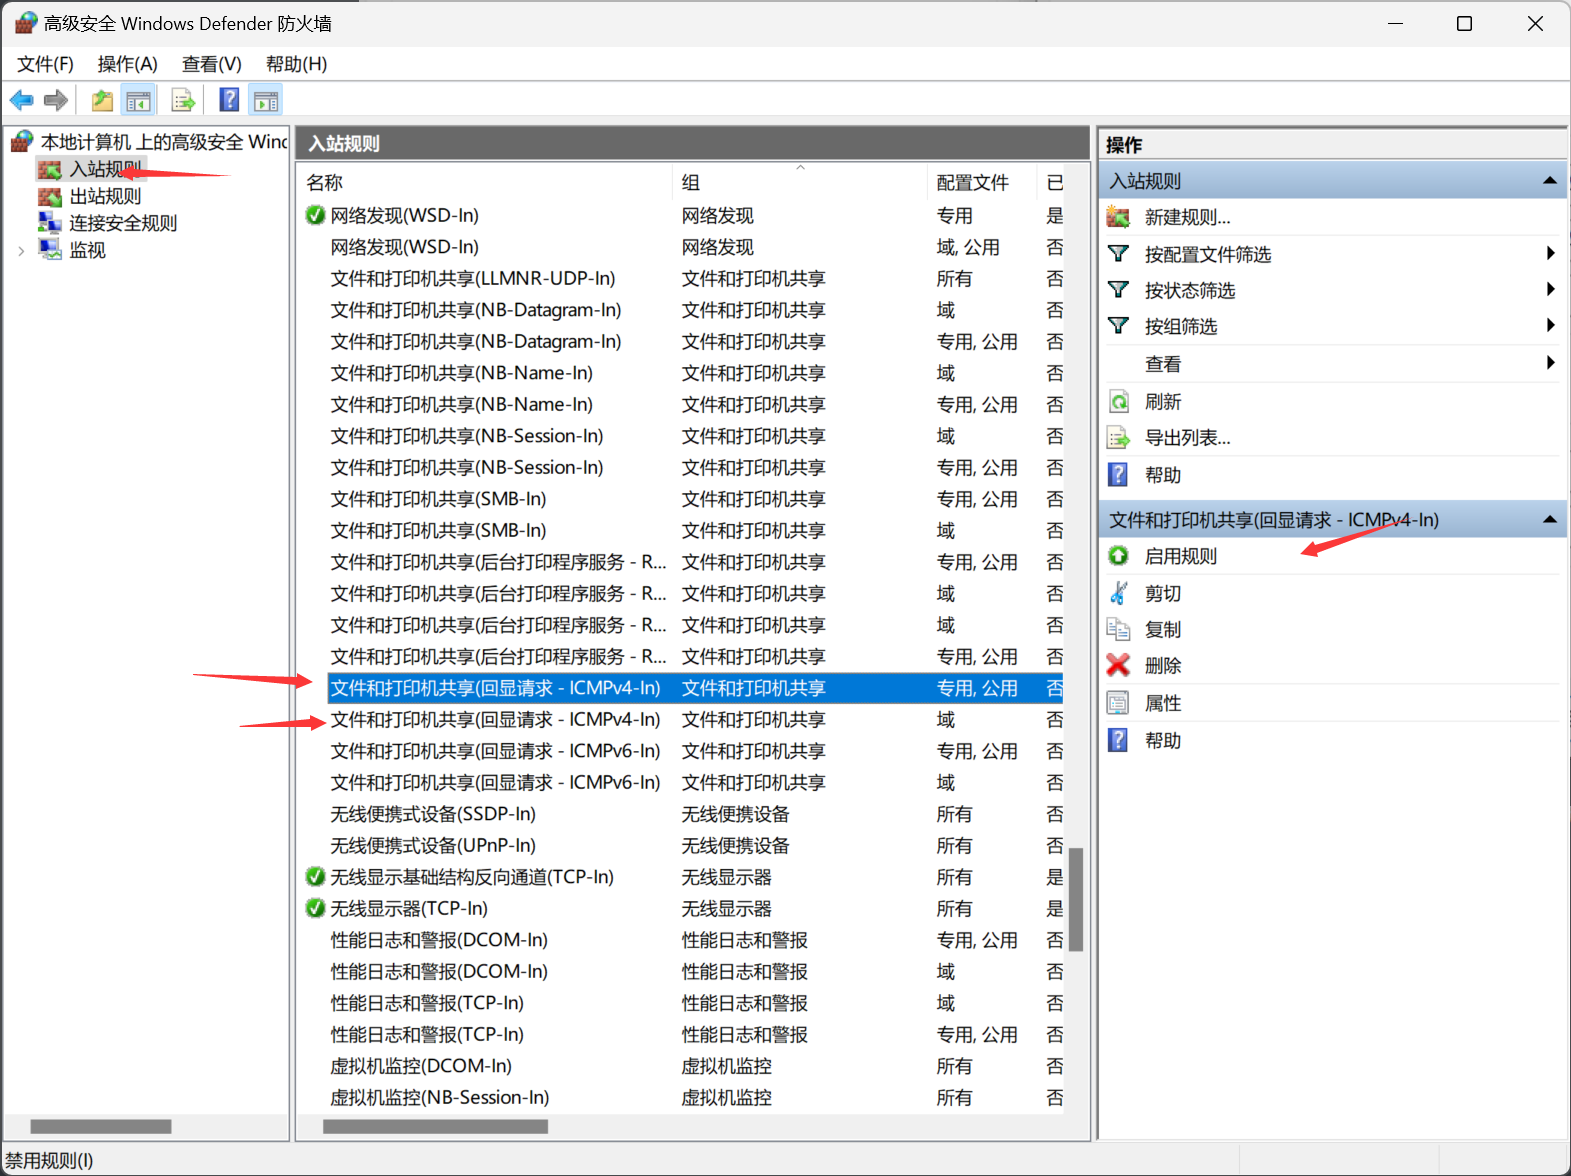 高级安全 Windows Defender 防火墙
文件(F) 操作(A) 查看(V) 帮助(H)
本地计算机 上的高级安全 Wind
入站规则
出站规则
连接安全规则
监视
入站规则
名称 组 配置文件 已
网络发现(WSD-In) 网络发现 专用 是
网络发现(WSD-In) 网络发现 域, 公用 否
文件和打印机共享(LLMNR-UDP-In) 文件和打印机共享 所有 否
文件和打印机共享(NB-Datagram-In) 文件和打印机共享 域 否
文件和打印机共享(NB-Datagram-In) 文件和打印机共享 专用, 公用 否
文件和打印机共享(NB-Name-In) 文件和打印机共享 域 否
文件和打印机共享(NB-Name-In) 文件和打印机共享 专用, 公用 否
文件和打印机共享(NB-Session-In) 文件和打印机共享 域 否
文件和打印机共享(NB-Session-In) 文件和打印机共享 专用, 公用 否
文件和打印机共享(SMB-In) 文件和打印机共享 专用, 公用 否
文件和打印机共享(SMB-In) 文件和打印机共享 域 否
文件和打印机共享(后台打印程序服务 - R... 文件和打印机共享 专用, 公用 否
文件和打印机共享(后台打印程序服务 - R... 文件和打印机共享 域 否
文件和打印机共享(后台打印程序服务 - R... 文件和打印机共享 域 否
文件和打印机共享(后台打印程序服务 - R... 文件和打印机共享 专用, 公用 否
文件和打印机共享(回显请求 - ICMPv4-In) 文件和打印机共享 专用, 公用 否
文件和打印机共享(回显请求 - ICMPv4-In) 文件和打印机共享 域 否
文件和打印机共享(回显请求 - ICMPv6-In) 文件和打印机共享 专用, 公用 否
文件和打印机共享(回显请求 - ICMPv6-In) 文件和打印机共享 域 否
无线便携式设备(SSDP-In) 无线便携设备 所有 否
无线便携式设备(UPnP-In) 无线便携设备 所有 否
无线显示基础结构反向通道(TCP-In) 无线显示器 所有 是
无线显示器(TCP-In) 无线显示器 所有 是
性能日志和警报(DCOM-In) 性能日志和警报 专用, 公用 否
性能日志和警报(DCOM-In) 性能日志和警报 域 否
性能日志和警报(TCP-In) 性能日志和警报 域 否
性能日志和警报(TCP-In) 性能日志和警报 专用, 公用 否
虚拟机监控(DCOM-In) 虚拟机监控 所有 否
虚拟机监控(NB-Session-In) 虚拟机监控 所有 否
操作
入站规则
新建规则...
按配置文件筛选
按状态筛选
按组筛选
查看
刷新
导出列表...
帮助
文件和打印机共享(回显请求 - ICMPv4-In)
启用规则
剪切
复制
删除
属性
帮助
禁用规则(I)